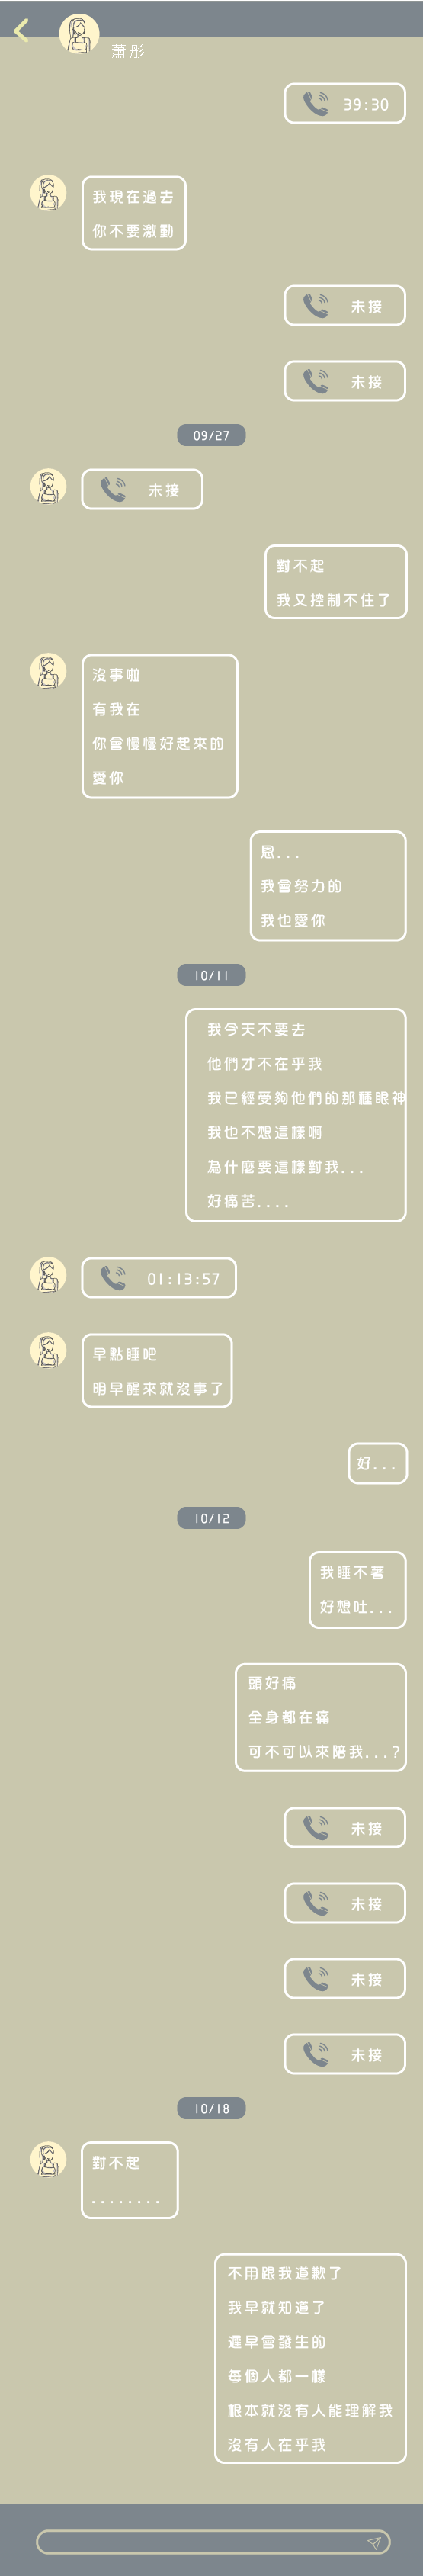 蕭彤
39:30
我現在過去
你不要激動
未接
未接
09/27
未接
對不起
我又控制不住了
沒事啦
有我在
你會慢慢好起來的
愛你
恩...
我會努力的
我也愛你
10/11
我今天不要去
他們才不在乎我
我已經受夠他們的那種眼神
我也不想這樣啊
為什麼要這樣對我...
好痛苦....
01:13:57
早點睡吧
明早醒來就沒事了
好...
10/12
我睡不著
好想吐...
頭好痛
全身都在痛
可不可以來陪我...?
未接
未接
未接
未接
10/18
對不起
........
不用跟我道歉了
我早就知道了
遲早會發生的
每個人都一樣
根本就沒有人能理解我
沒有人在乎我